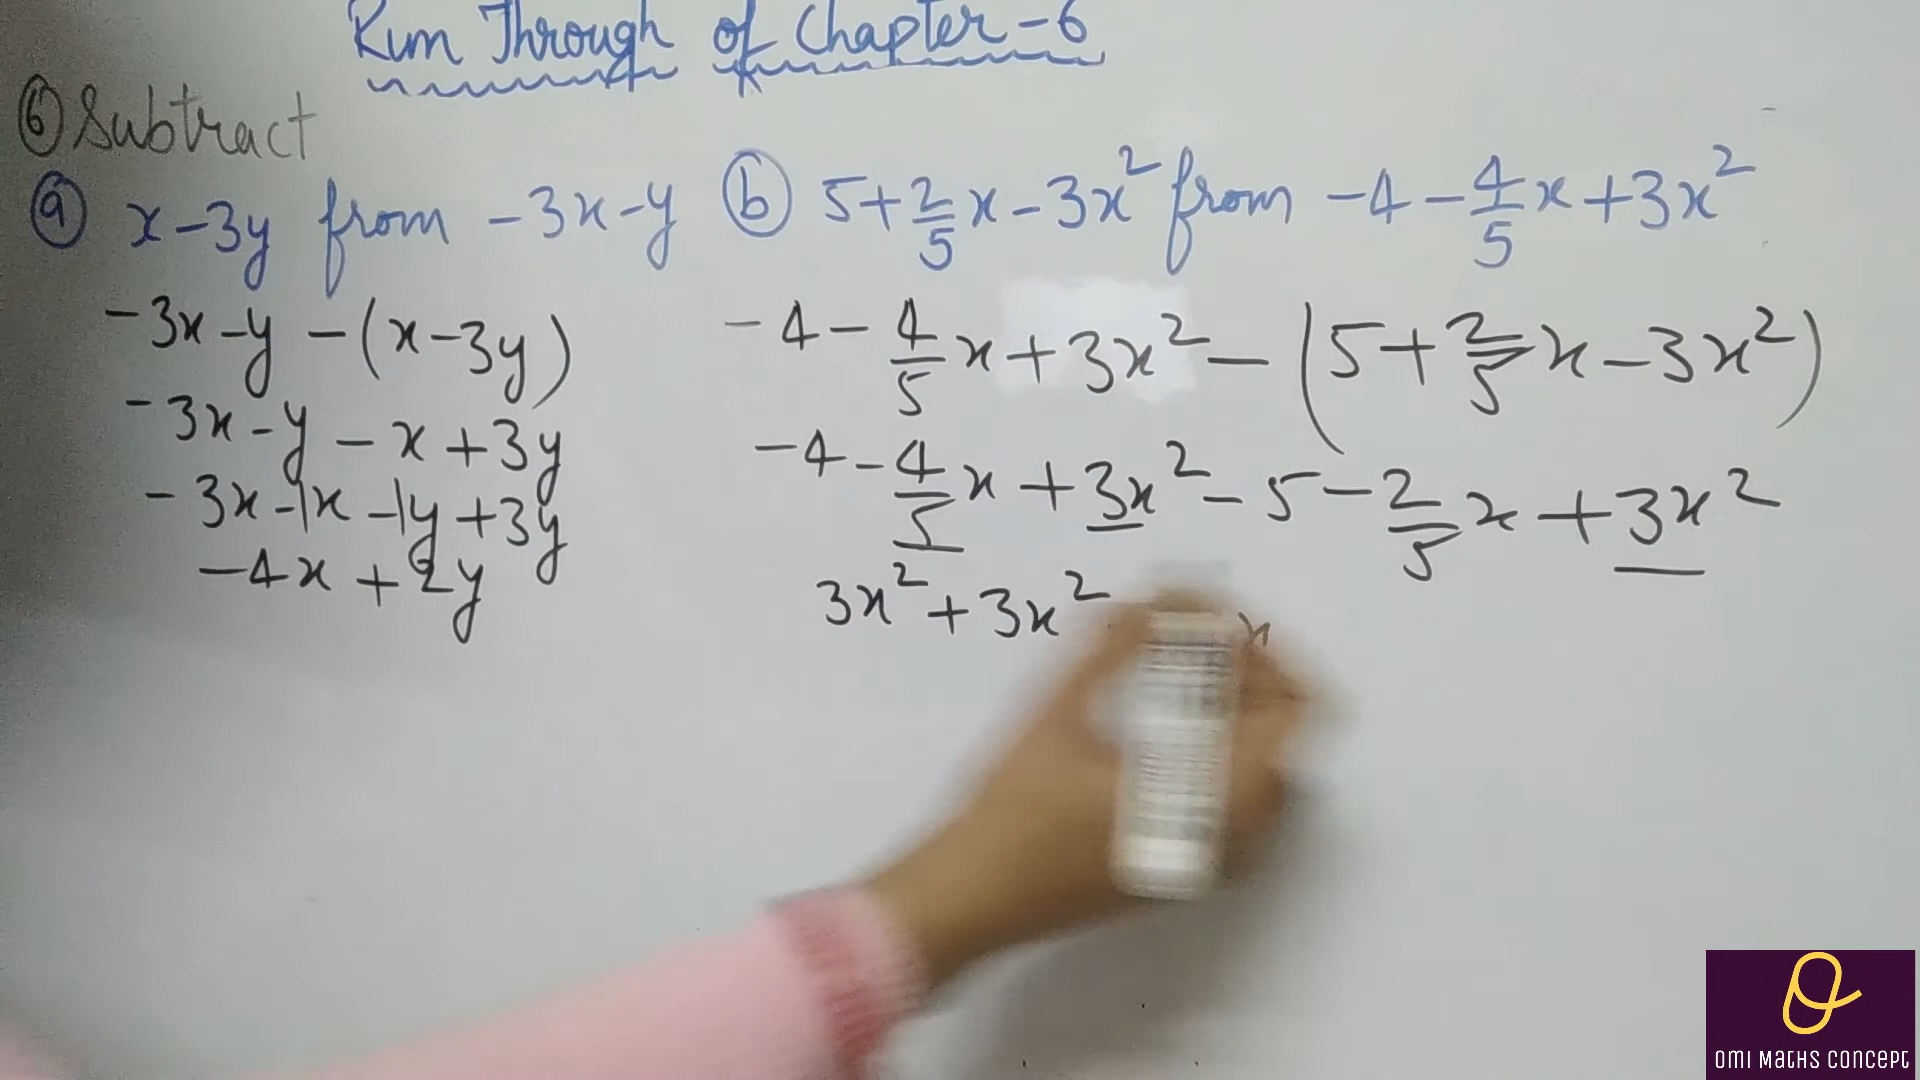 Run Through of Chapter-6
⑥ Subtract
ⓐ x-3y from -3x-y
-3x-y-(x-3y)
-3x-y-x+3y
-3x-1x-1y+3y
-4x+2y
ⓑ 5+2/5x-3x² from -4-4/5x+3x²
-4-4/5x+3x²-(5+2/5x-3x²)
-4-4/5x+3x²-5-2/5x+3x²
3x²+3x² x
OMI MATHS CONCEPT